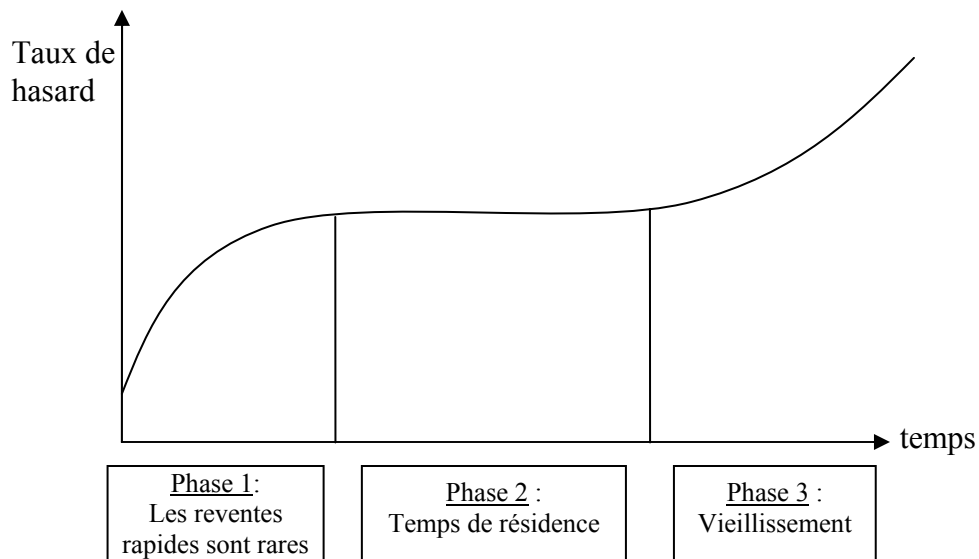 Taux de
hasard
temps
Phase 1:
Les reventes
rapides sont rares
Phase 2 :
Temps de résidence
Phase 3 :
Vieillissement